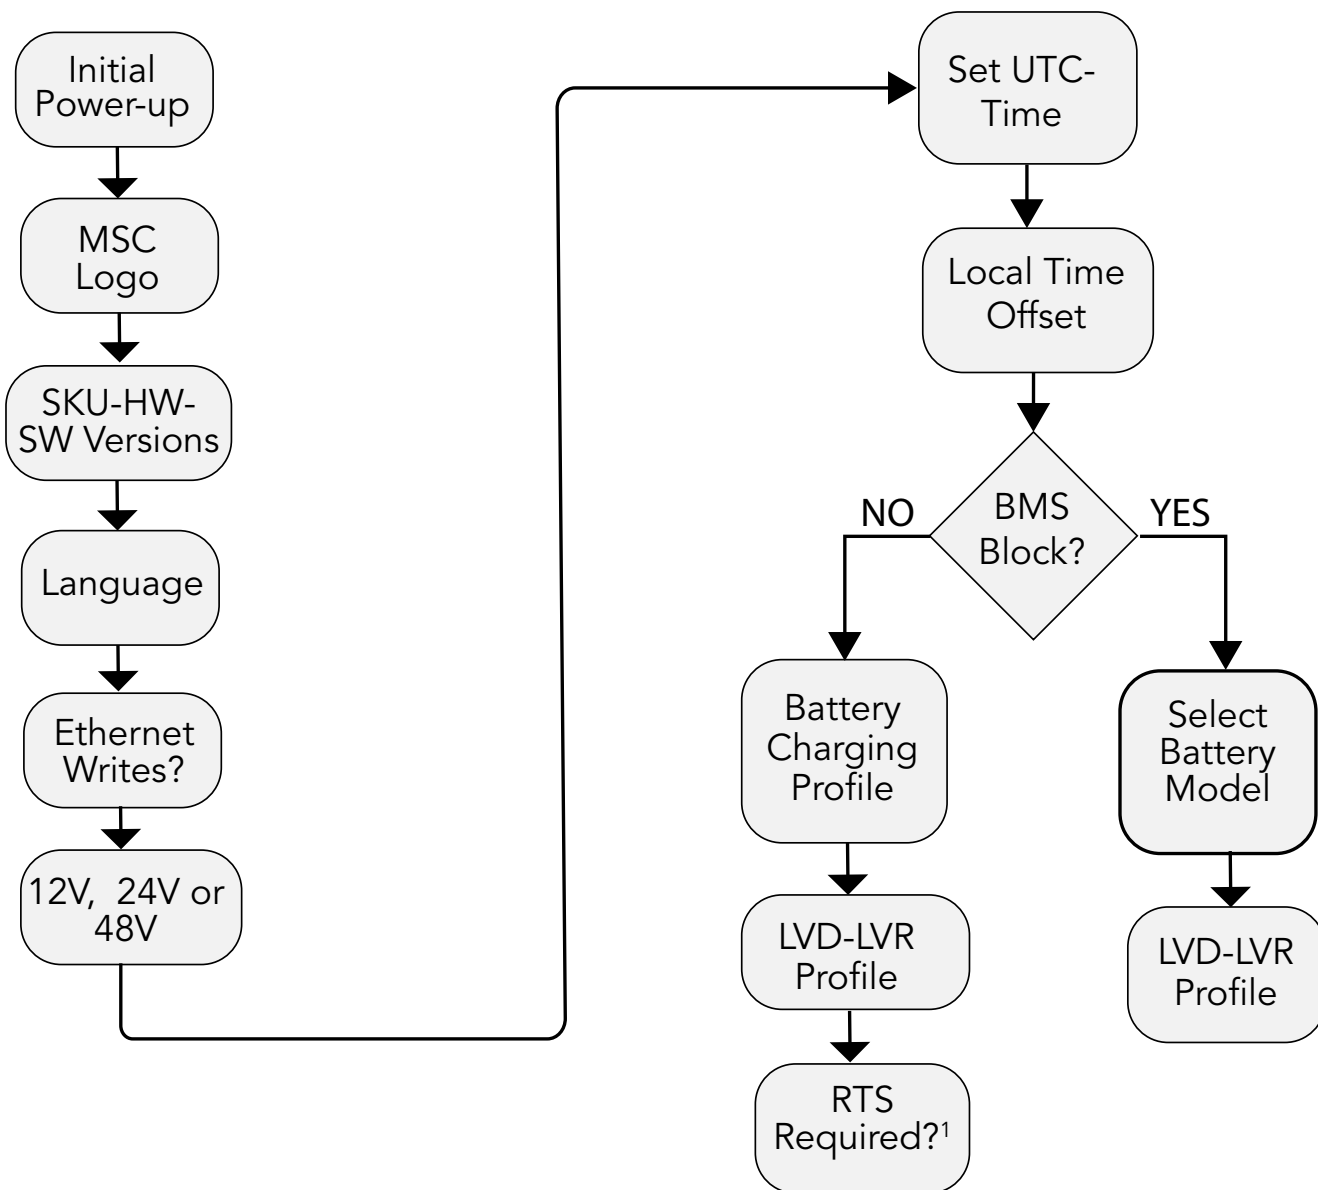 Initial
Power-up
MSC
Logo
SKU-HW-
SW Versions
Language
Ethernet
Writes?
12V, 24V or
48V
Set UTC-
Time
Local Time
Offset
BMS
Block?
NO
YES
Battery
Charging
Profile
LVD-LVR
Profile
RTS
Required?¹
Select
Battery
Model
LVD-LVR
Profile